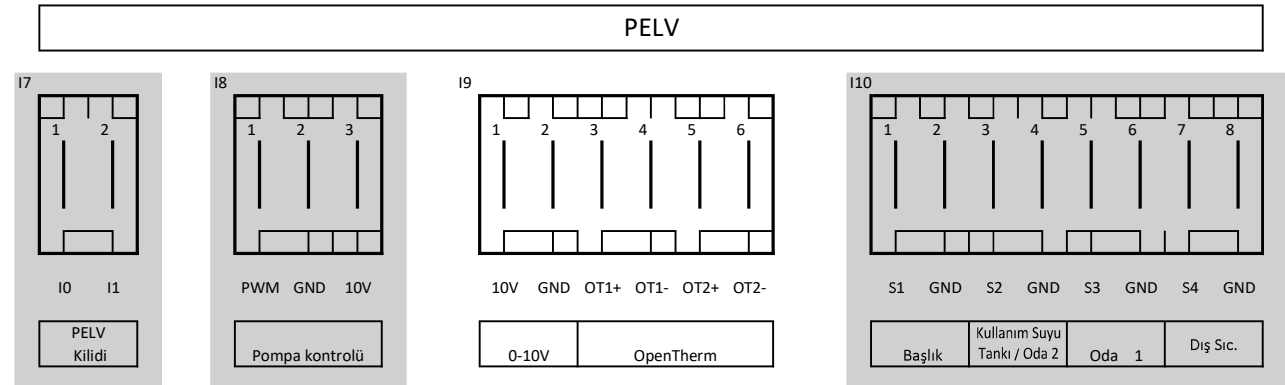 PELV
I7
I8
I9
I10
1 2
1 2 3
1 2 3 4 5 6
1 2 3 4 5 6 7 8
I0 I1
PWM GND 10V
10V GND OT1+ OT1- OT2+ OT2-
S1 GND S2 GND S3 GND S4 GND
PELV
Kilidi
Pompa kontrolü
0-10V
OpenTherm
Başlık
Kullanım Suyu
Tankı / Oda 2
Oda 1
Dış Sıc.